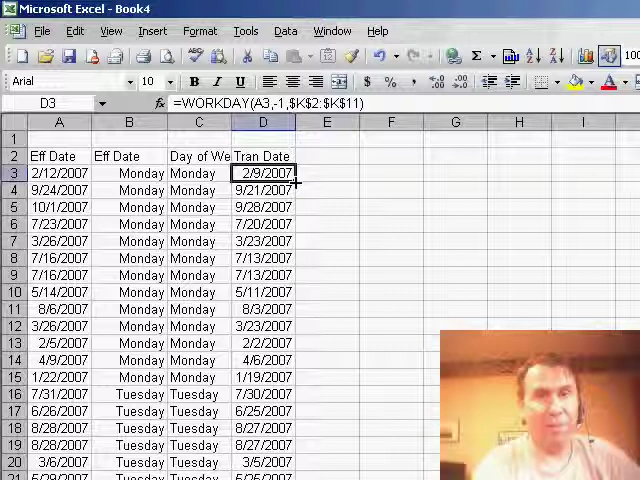 Microsoft Excel - Book4
File Edit View Insert Format Tools Data Window Help
Arial 10 B I U $ %
D3 fx =WORKDAY(A3,-1,$K$2:$K$11)
A B C D E F G H I
1
2 Eff Date Eff Date Day of We Tran Date
3 2/12/2007 Monday Monday 2/9/2007
4 9/24/2007 Monday Monday 9/21/2007
5 10/1/2007 Monday Monday 9/28/2007
6 7/23/2007 Monday Monday 7/20/2007
7 3/26/2007 Monday Monday 3/23/2007
8 7/16/2007 Monday Monday 7/13/2007
9 7/16/2007 Monday Monday 7/13/2007
10 5/14/2007 Monday Monday 5/11/2007
11 8/6/2007 Monday Monday 8/3/2007
12 3/26/2007 Monday Monday 3/23/2007
13 2/5/2007 Monday Monday 2/2/2007
14 4/9/2007 Monday Monday 4/6/2007
15 1/22/2007 Monday Monday 1/19/2007
16 7/31/2007 Tuesday Tuesday 7/30/2007
17 6/26/2007 Tuesday Tuesday 6/25/2007
18 8/28/2007 Tuesday Tuesday 8/27/2007
19 8/28/2007 Tuesday Tuesday 8/27/2007
20 3/6/2007 Tuesday Tuesday 3/5/2007